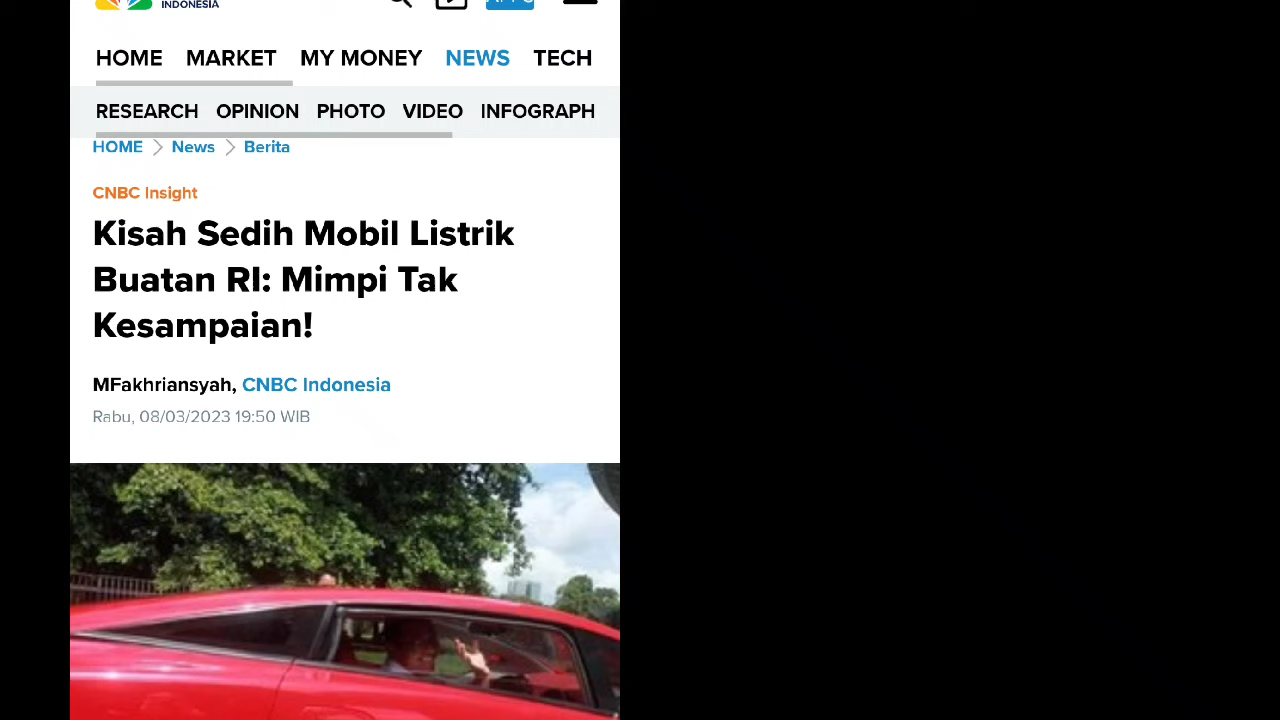 INDONESIA
HOME MARKET MY MONEY NEWS TECH
RESEARCH OPINION PHOTO VIDEO INFOGRAPH
HOME News Berita
CNBC Insight
Kisah Sedih Mobil Listrik
Buatan RI: Mimpi Tak
Kesampaian!
MFakhriansyah, CNBC Indonesia
Rabu, 08/03/2023 19:50 WIB